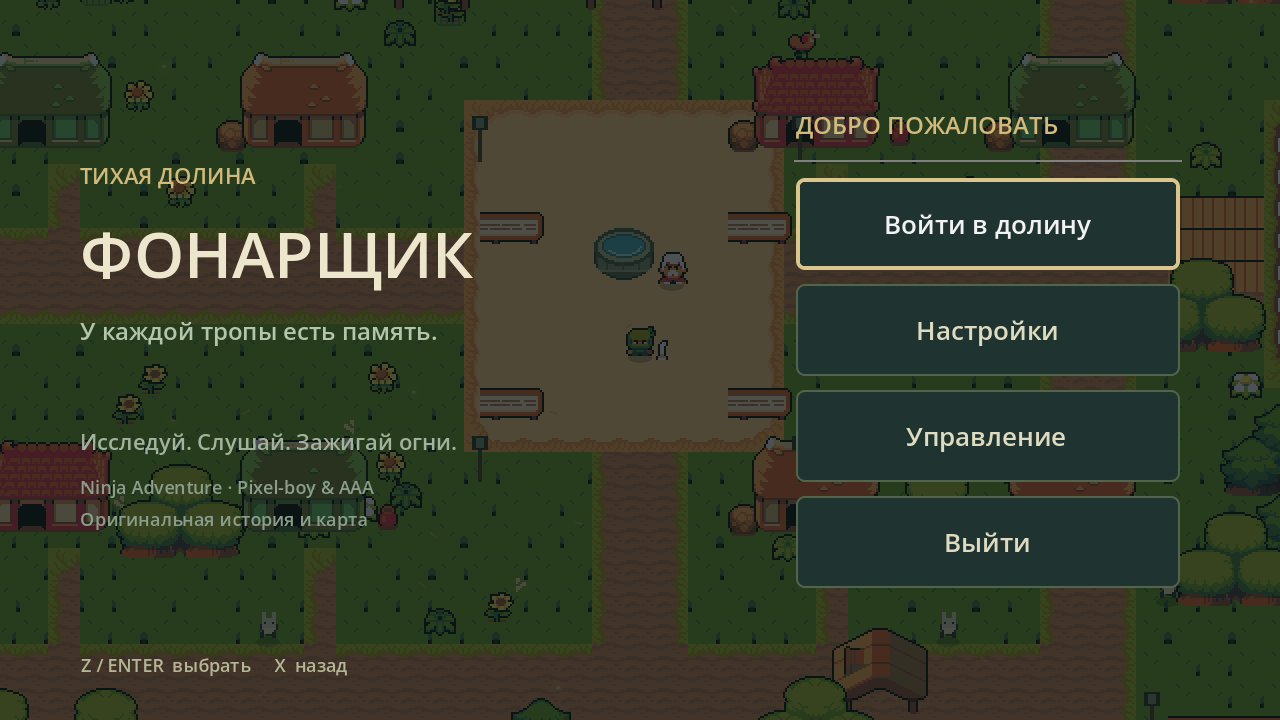 ТИХАЯ ДОЛИНА
ФОНАРЩИК
У каждой тропы есть память.
Исследуй. Слушай. Зажигай огни.
Ninja Adventure · Pixel-boy & AAA
Оригинальная история и карта
Z / ENTER выбрать X назад
ДОБРО ПОЖАЛОВАТЬ
Войти в долину
Настройки
Управление
Выйти